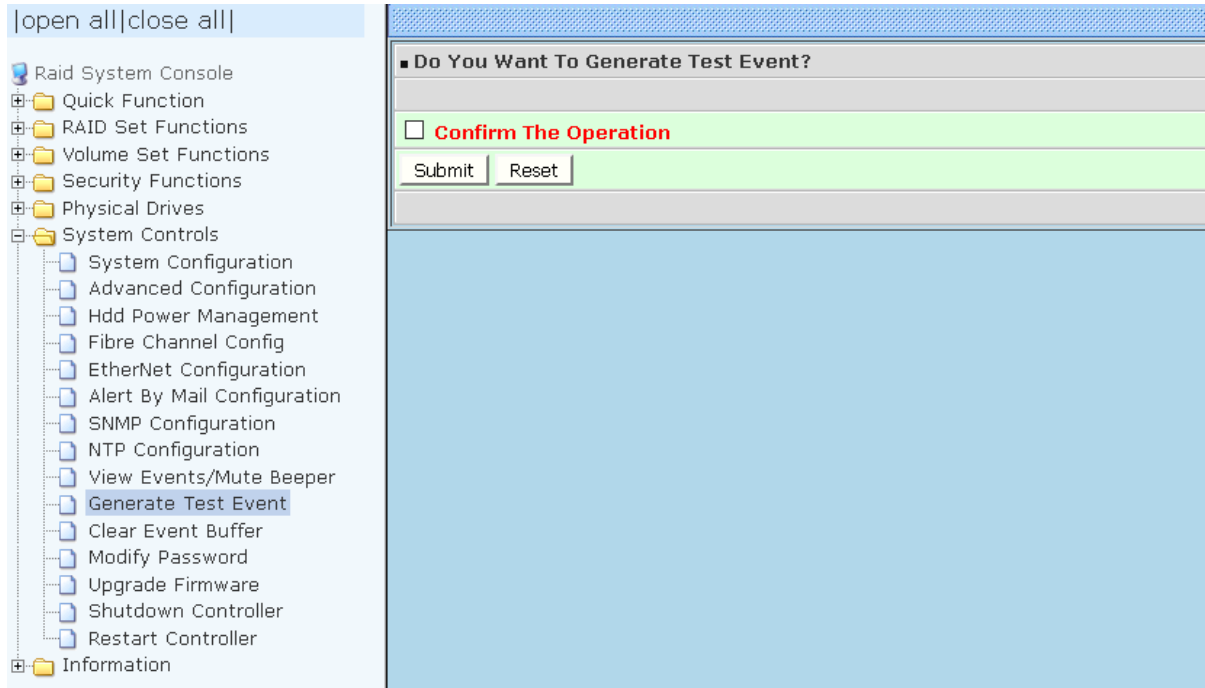 |open all|close all|
Raid System Console
Quick Function
RAID Set Functions
Volume Set Functions
Security Functions
Physical Drives
System Controls
System Configuration
Advanced Configuration
Hdd Power Management
Fibre Channel Config
EtherNet Configuration
Alert By Mail Configuration
SNMP Configuration
NTP Configuration
View Events/Mute Beeper
Generate Test Event
Clear Event Buffer
Modify Password
Upgrade Firmware
Shutdown Controller
Restart Controller
Information
Do You Want To Generate Test Event?
Confirm The Operation
Submit Reset